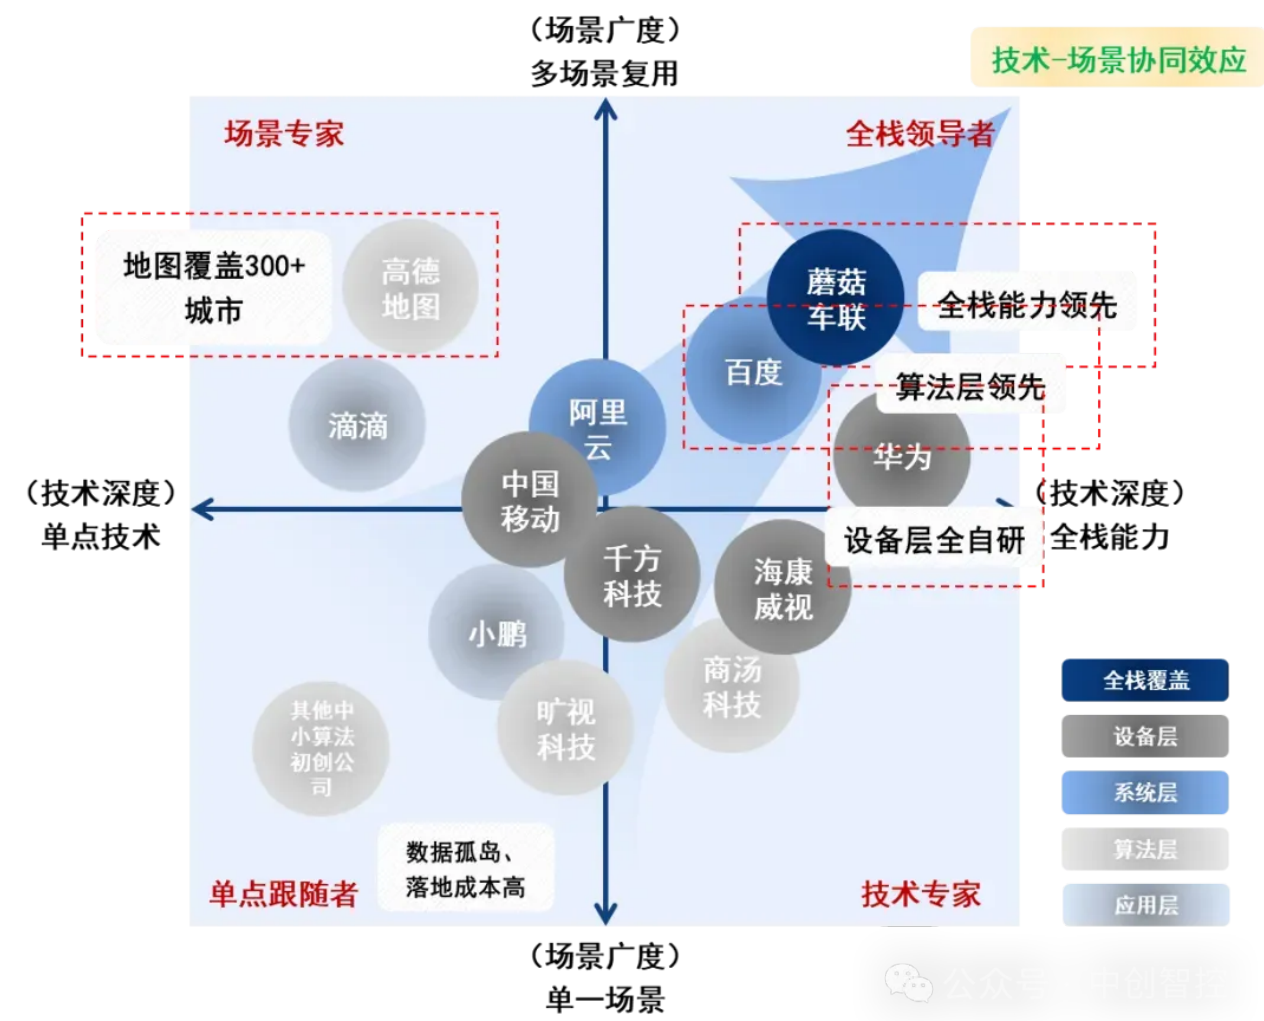 （场景广度）
多场景复用
技术-场景协同效应
场景专家
全栈领导者
地图覆盖300+
城市
高德
地图
蘑菇
车联
全栈能力领先
百度
算法层领先
滴滴
阿里
云
华为
中国
移动
（技术深度）
单点技术
（技术深度）
全栈能力
设备层全自研
千方
科技
海康
威视
小鹏
商汤
科技
旷视
科技
其他中
小算法
初创公
司
全栈覆盖
设备层
系统层
算法层
应用层
数据孤岛、
落地成本高
单点跟随者
技术专家
（场景广度）
单一场景
公众号 中创智控